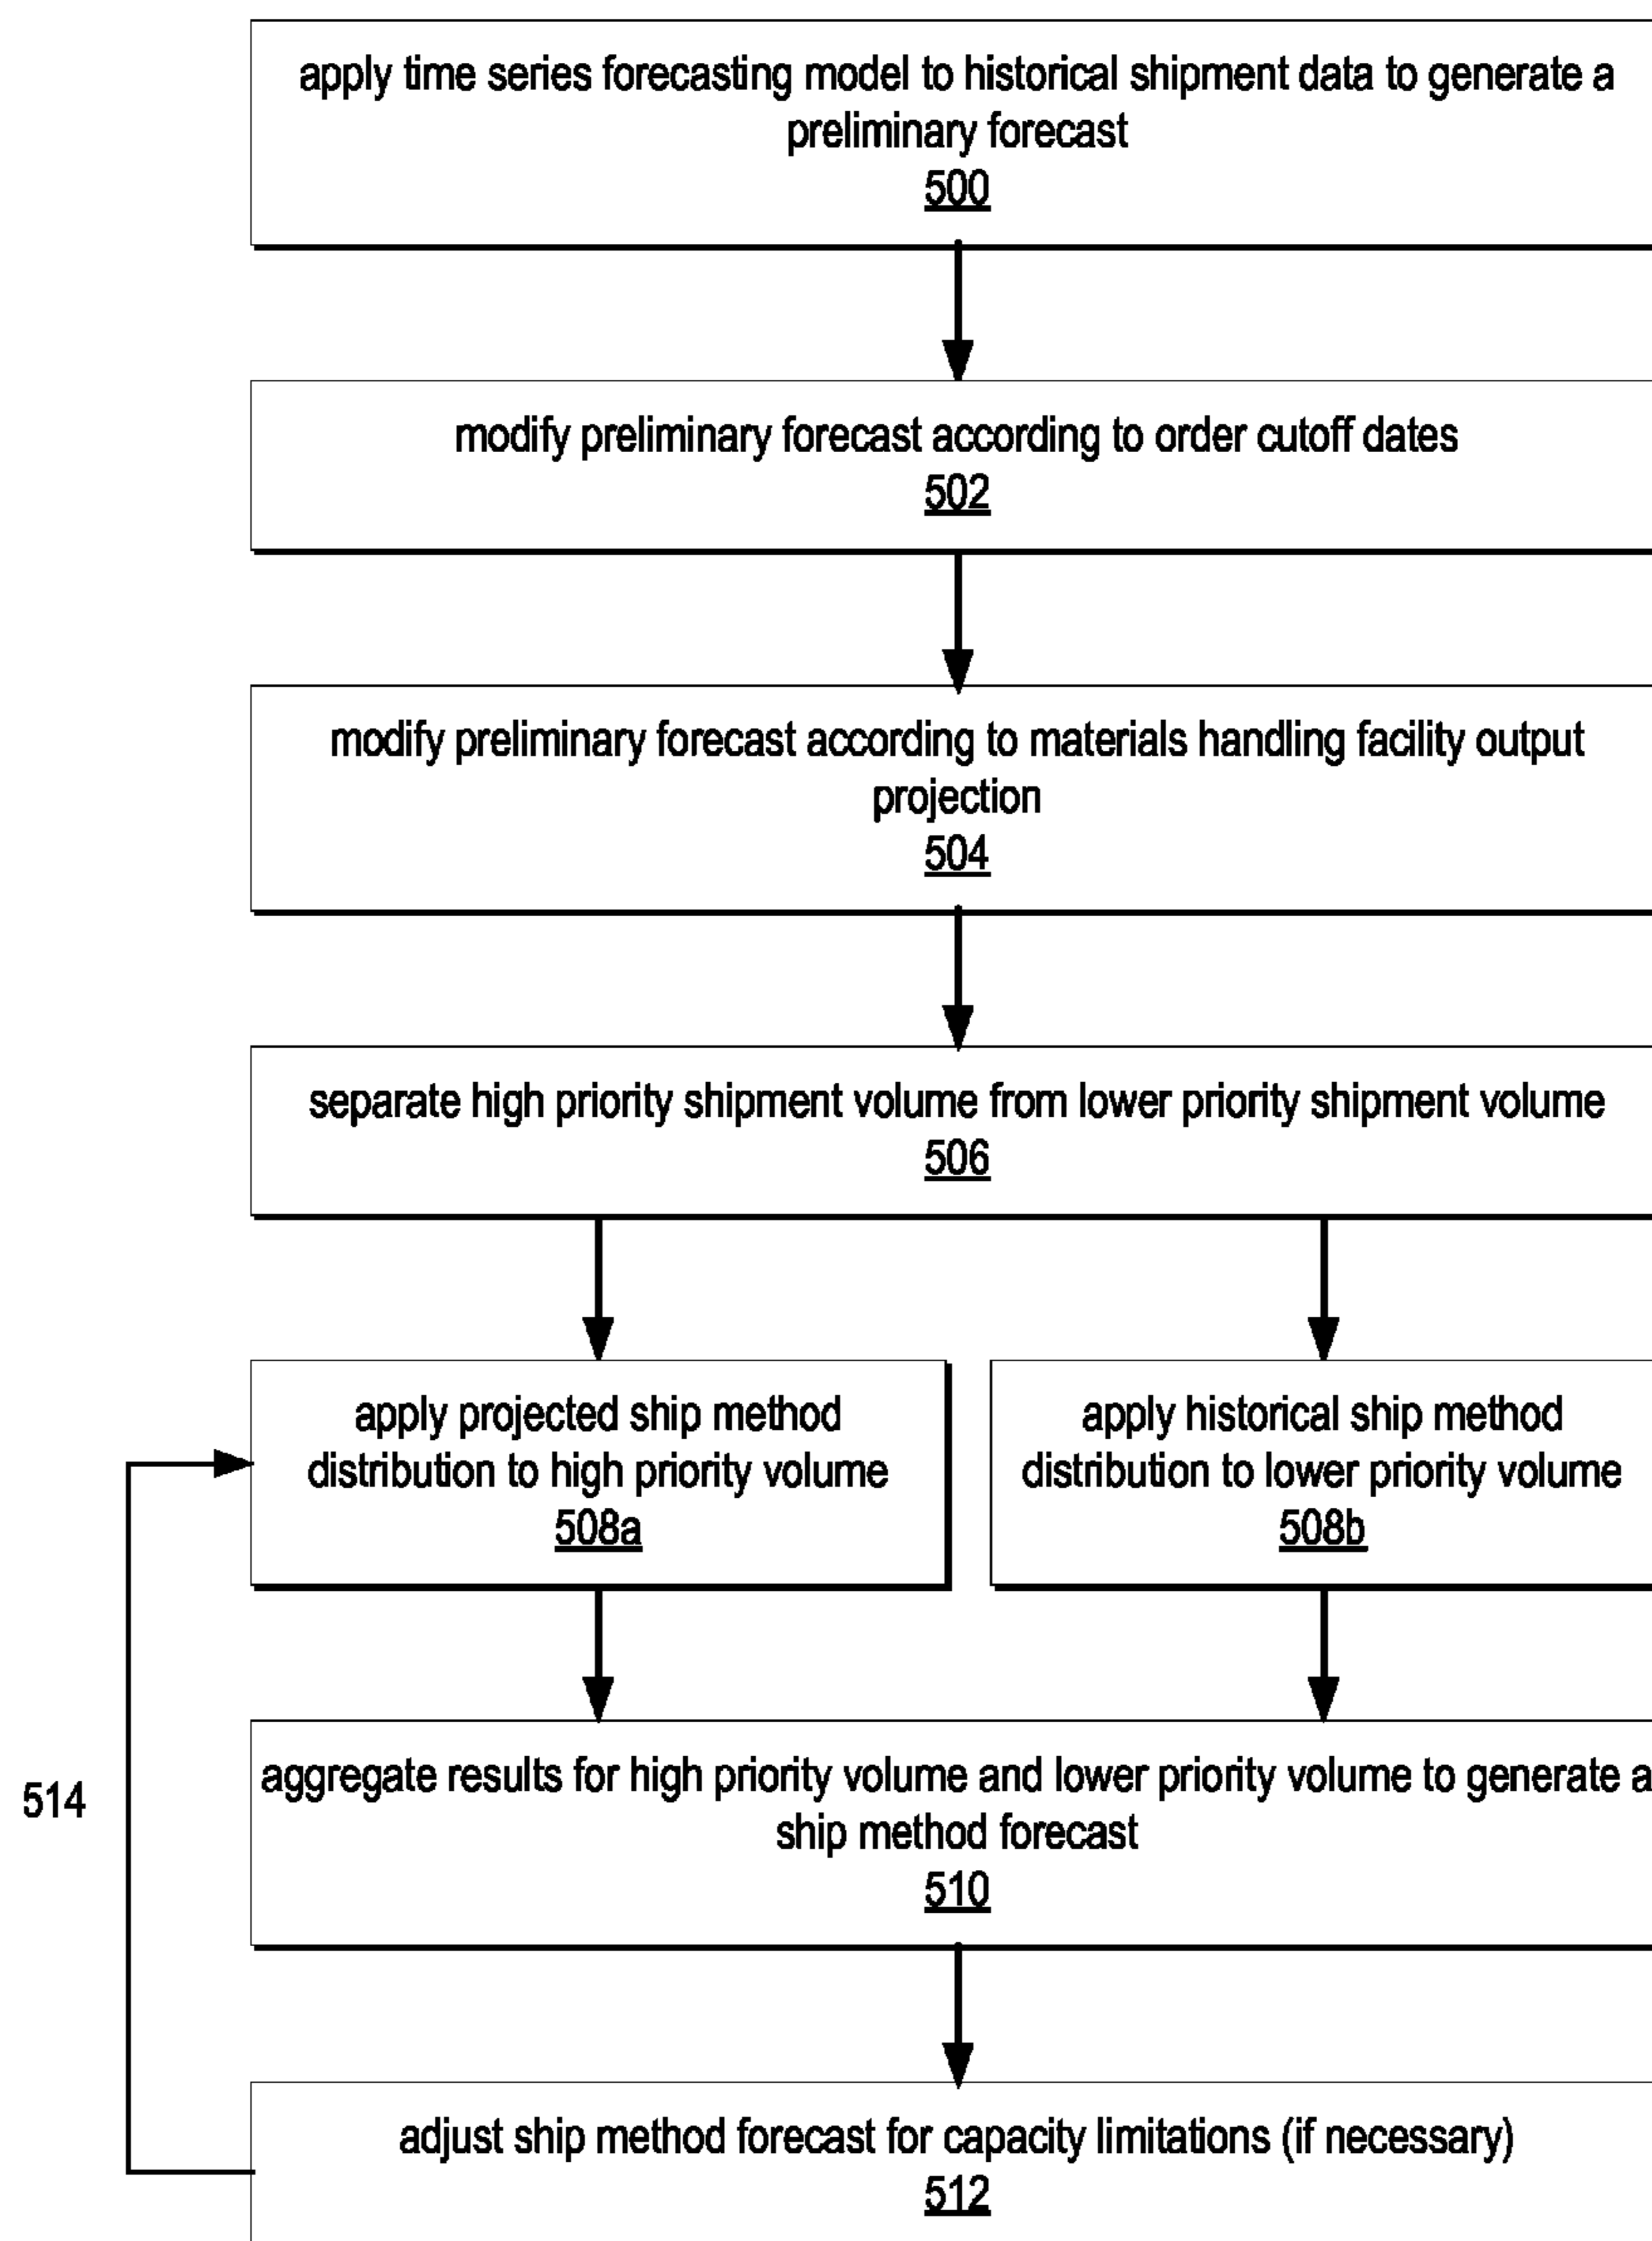 apply time series forecasting model to historical shipment data to generate a
preliminary forecast
500
modify preliminary forecast according to order cutoff dates
502
modify preliminary forecast according to materials handling facility output
projection
504
separate high priority shipment volume from lower priority shipment volume
506
apply projected ship method
distribution to high priority volume
508a
apply historical ship method
distribution to lower priority volume
508b
514
aggregate results for high priority volume and lower priority volume to generate a
ship method forecast
510
adjust ship method forecast for capacity limitations (if necessary)
512